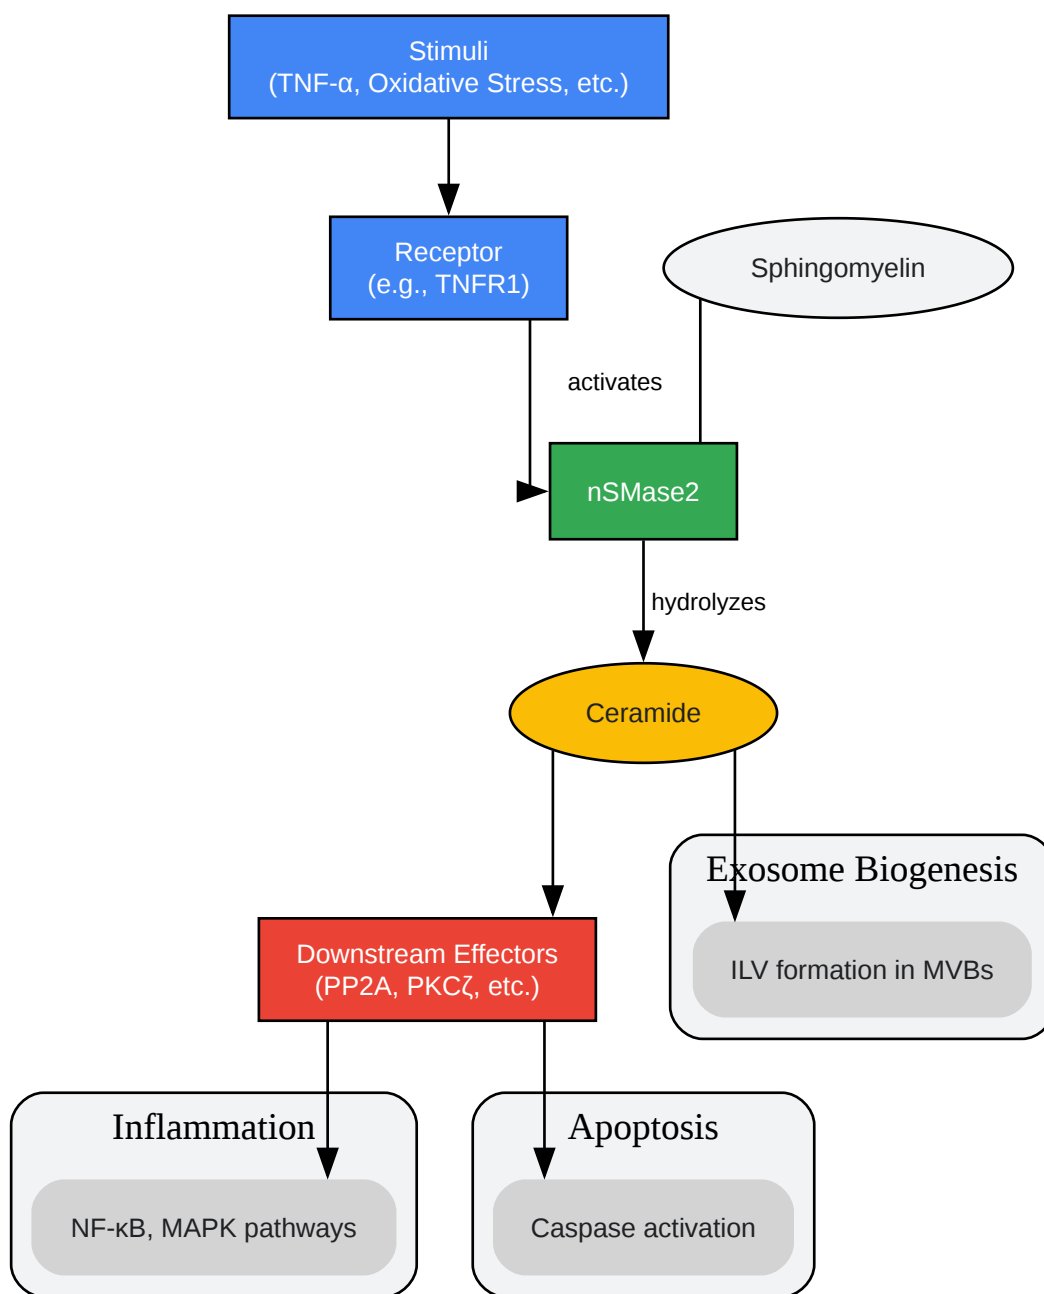 Stimuli
(TNF-α, Oxidative Stress, etc.)
Receptor
(e.g., TNFR1)
Sphingomyelin
activates
nSMase2
hydrolyzes
Ceramide
Exosome Biogenesis
ILV formation in MVBs
Downstream Effectors
(PP2A, PKCζ, etc.)
Inflammation
NF-κB, MAPK pathways
Apoptosis
Caspase activation